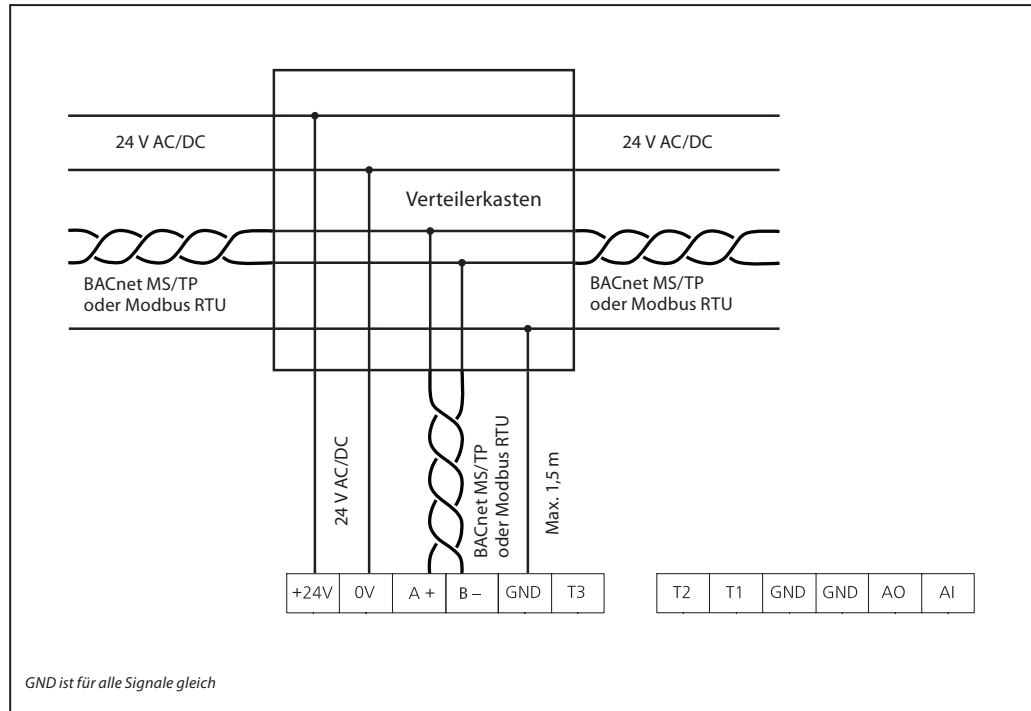 24 V AC/DC
24 V AC/DC
Verteilerkasten
BACnet MS/TP
oder Modbus RTU
BACnet MS/TP
oder Modbus RTU
24 V AC/DC
BACnet MS/TP
oder Modbus RTU
Max. 1,5 m
+24V 0V A + B – GND T3
T2 T1 GND GND AO AI
GND ist für alle Signale gleich